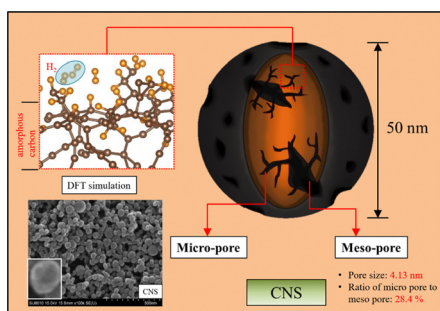 H₂
amorphous
carbon
DFT simulation
50 nm
Micro-pore
Meso-pore
CNS
CNS
• Pore size: 4.13 nm
• Ratio of micro pore to
meso pore: 28.4 %